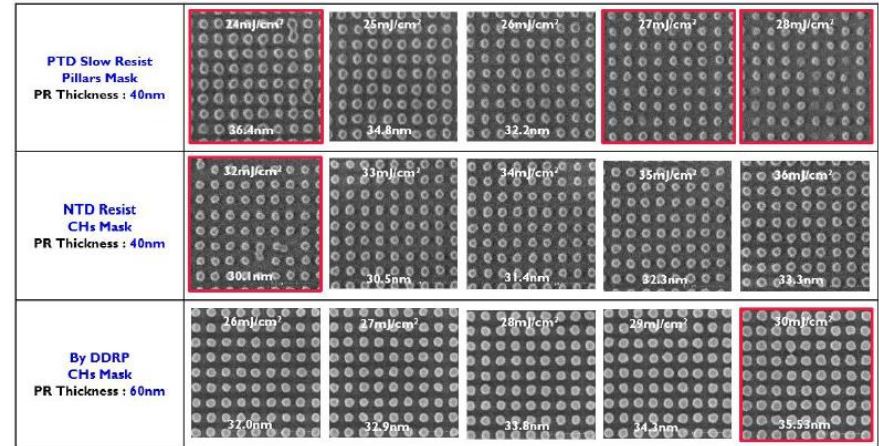 PTD Slow Resist
Pillars Mask
PR Thickness : 40nm
24mJ/cm²
36.4nm
25mJ/cm²
34.8nm
26mJ/cm²
32.2nm
27mJ/cm²
28mJ/cm²
NTD Resist
CHs Mask
PR Thickness : 40nm
32mJ/cm²
30.1nm
33mJ/cm²
30.5nm
34mJ/cm²
31.4nm
35mJ/cm²
32.3nm
36mJ/cm²
33.3nm
By DDRP
CHs Mask
PR Thickness : 60nm
26mJ/cm²
32.0nm
27mJ/cm²
32.9nm
28mJ/cm²
33.8nm
29mJ/cm²
34.3nm
30mJ/cm²
35.53nm